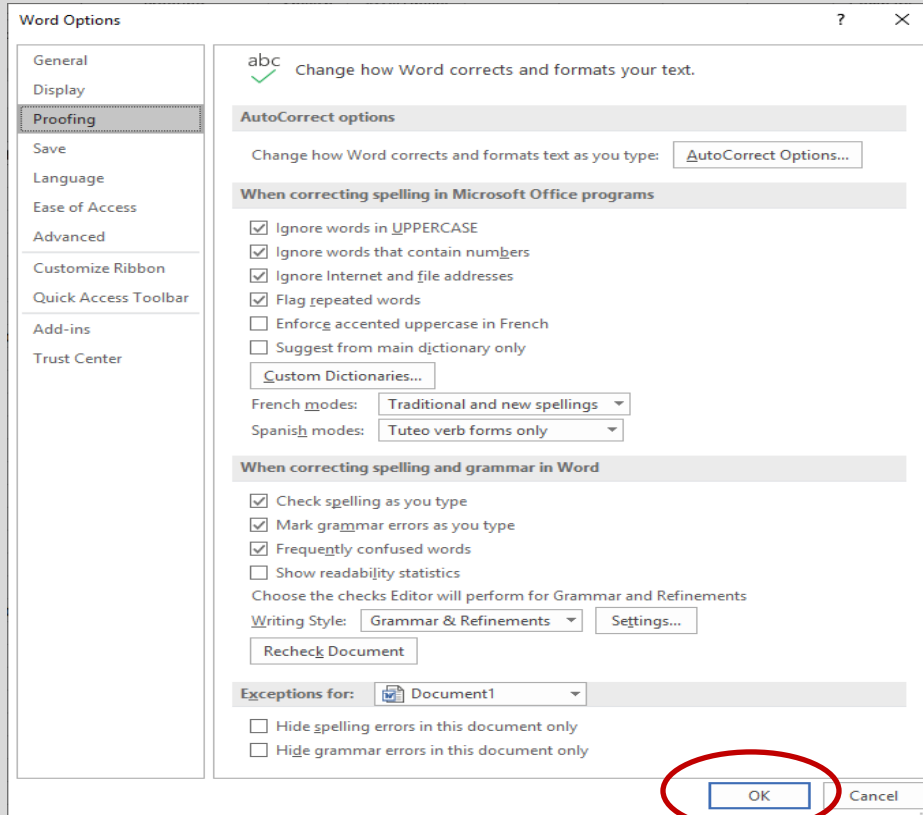 Word Options
?
General
Display
Proofing
Save
Language
Ease of Access
Advanced
Customize Ribbon
Quick Access Toolbar
Add-ins
Trust Center
abc
Change how Word corrects and formats your text.
AutoCorrect options
Change how Word corrects and formats text as you type: AutoCorrect Options...
When correcting spelling in Microsoft Office programs
Ignore words in UPPERCASE
Ignore words that contain numbers
Ignore Internet and file addresses
Flag repeated words
Enforce accented uppercase in French
Suggest from main dictionary only
Custom Dictionaries...
French modes: Traditional and new spellings
Spanish modes: Tuteo verb forms only
When correcting spelling and grammar in Word
Check spelling as you type
Mark grammar errors as you type
Frequently confused words
Show readability statistics
Choose the checks Editor will perform for Grammar and Refinements
Writing Style: Grammar & Refinements Settings...
Recheck Document
Exceptions for: Document1
Hide spelling errors in this document only
Hide grammar errors in this document only
OK Cancel